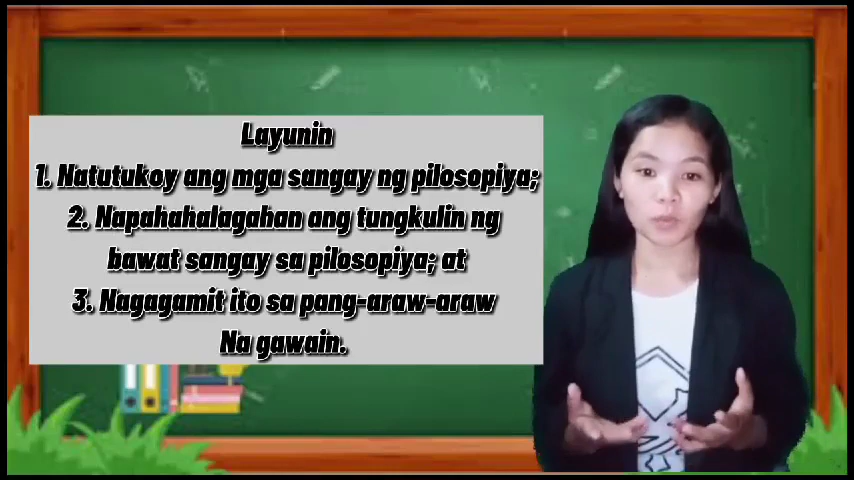 Layunin
1. Natutukoy ang mga sangay ng pilosopiya;
2. Napahahalagahan ang tungkulin ng
bawat sangay sa pilosopiya; at
3. Nagagamit ito sa pang-araw-araw
Na gawain.